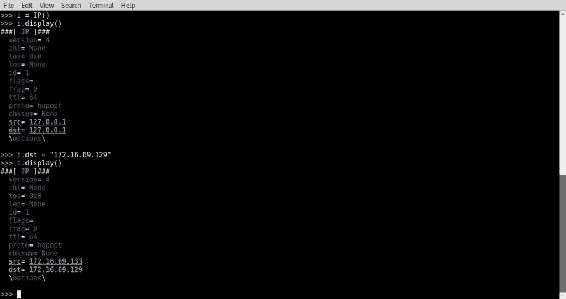 File Edit View Search Terminal Help
>>> i = IP()
>>> i.display()
###[ IP ]###
version= 4
ihl= None
tos= 0x0
len= None
id= 1
flags=
frag= 0
ttl= 64
proto= hopopt
chksum= None
src= 127.0.0.1
dst= 127.0.0.1
\options\
>>> i.dst = "172.16.69.129"
>>> i.display()
###[ IP ]###
version= 4
ihl= None
tos= 0x0
len= None
id= 1
flags=
frag= 0
ttl= 64
proto= hopopt
chksum= None
src= 172.16.69.133
dst= 172.16.69.129
\options\
>>>